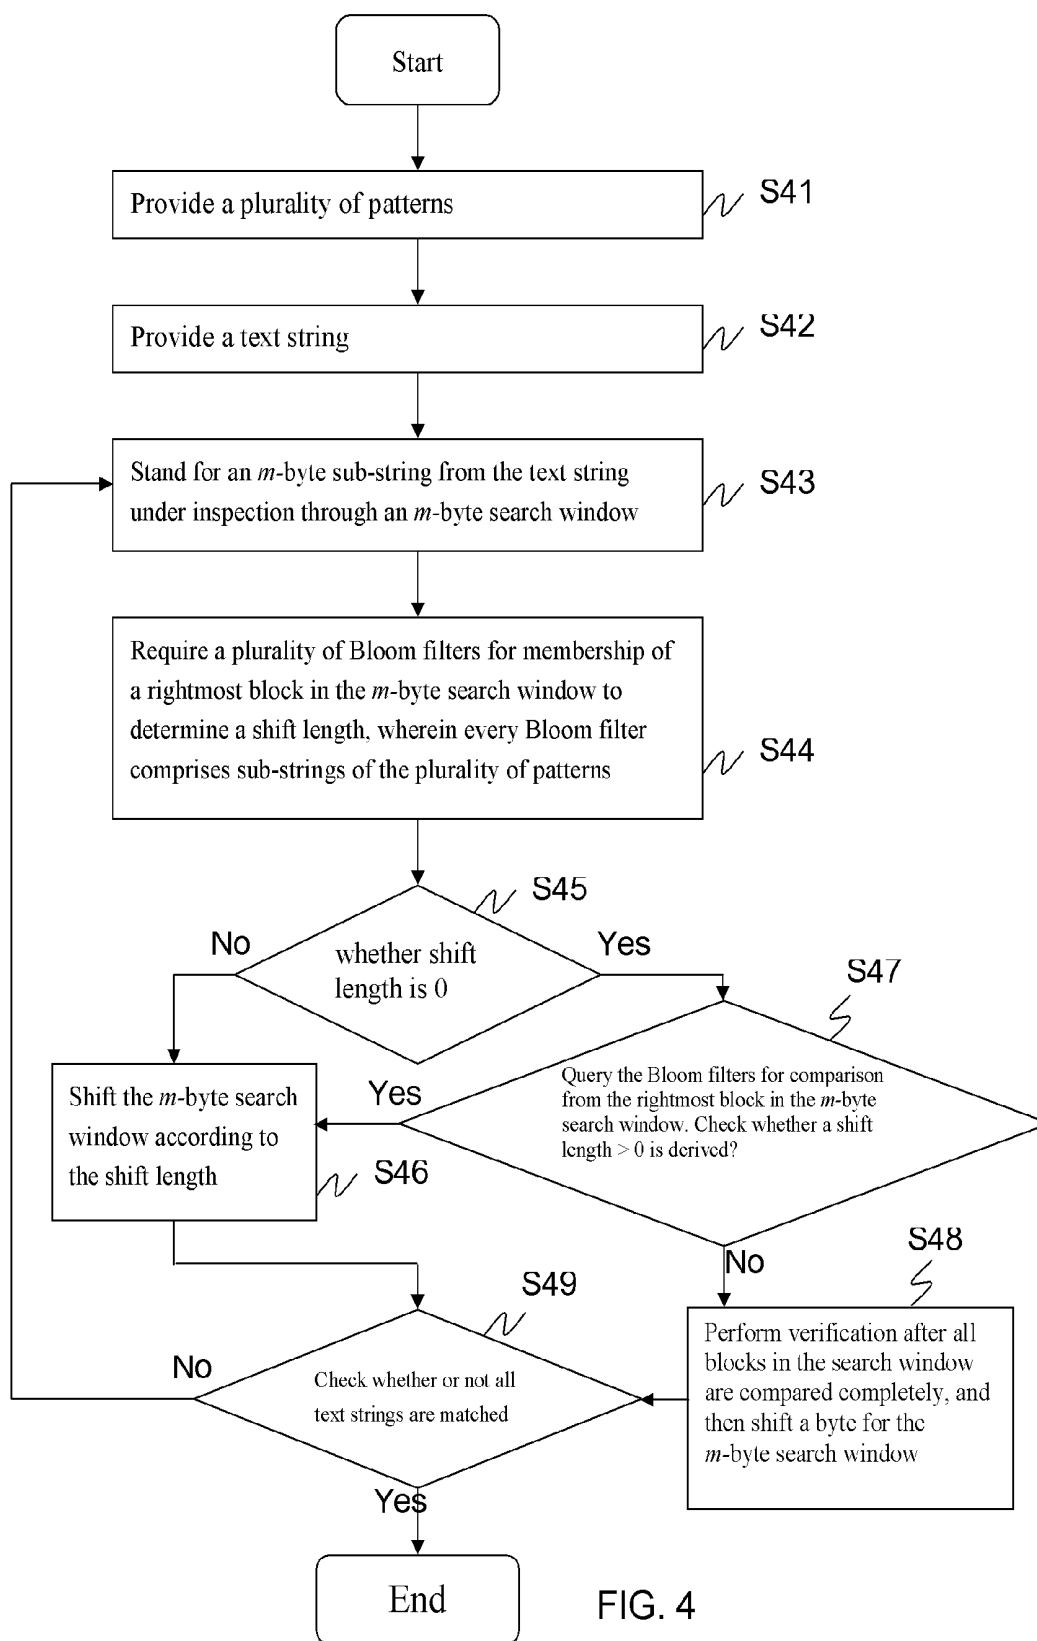 Start
Provide a plurality of patterns
S41
Provide a text string
S42
Stand for an m-byte sub-string from the text string
under inspection through an m-byte search window
S43
Require a plurality of Bloom filters for membership of
a rightmost block in the m-byte search window to
determine a shift length, wherein every Bloom filter
comprises sub-strings of the plurality of patterns
S44
S45
No
whether shift
length is 0
Yes
S47
Query the Bloom filters for comparison
from the rightmost block in the m-byte
search window. Check whether a shift
length > 0 is derived?
Yes
Shift the m-byte search
window according to
the shift length
S46
No
S48
S49
Perform verification after all
blocks in the search window
are compared completely, and
then shift a byte for the
m-byte search window
No
Check whether or not all
text strings are matched
Yes
End
FIG. 4